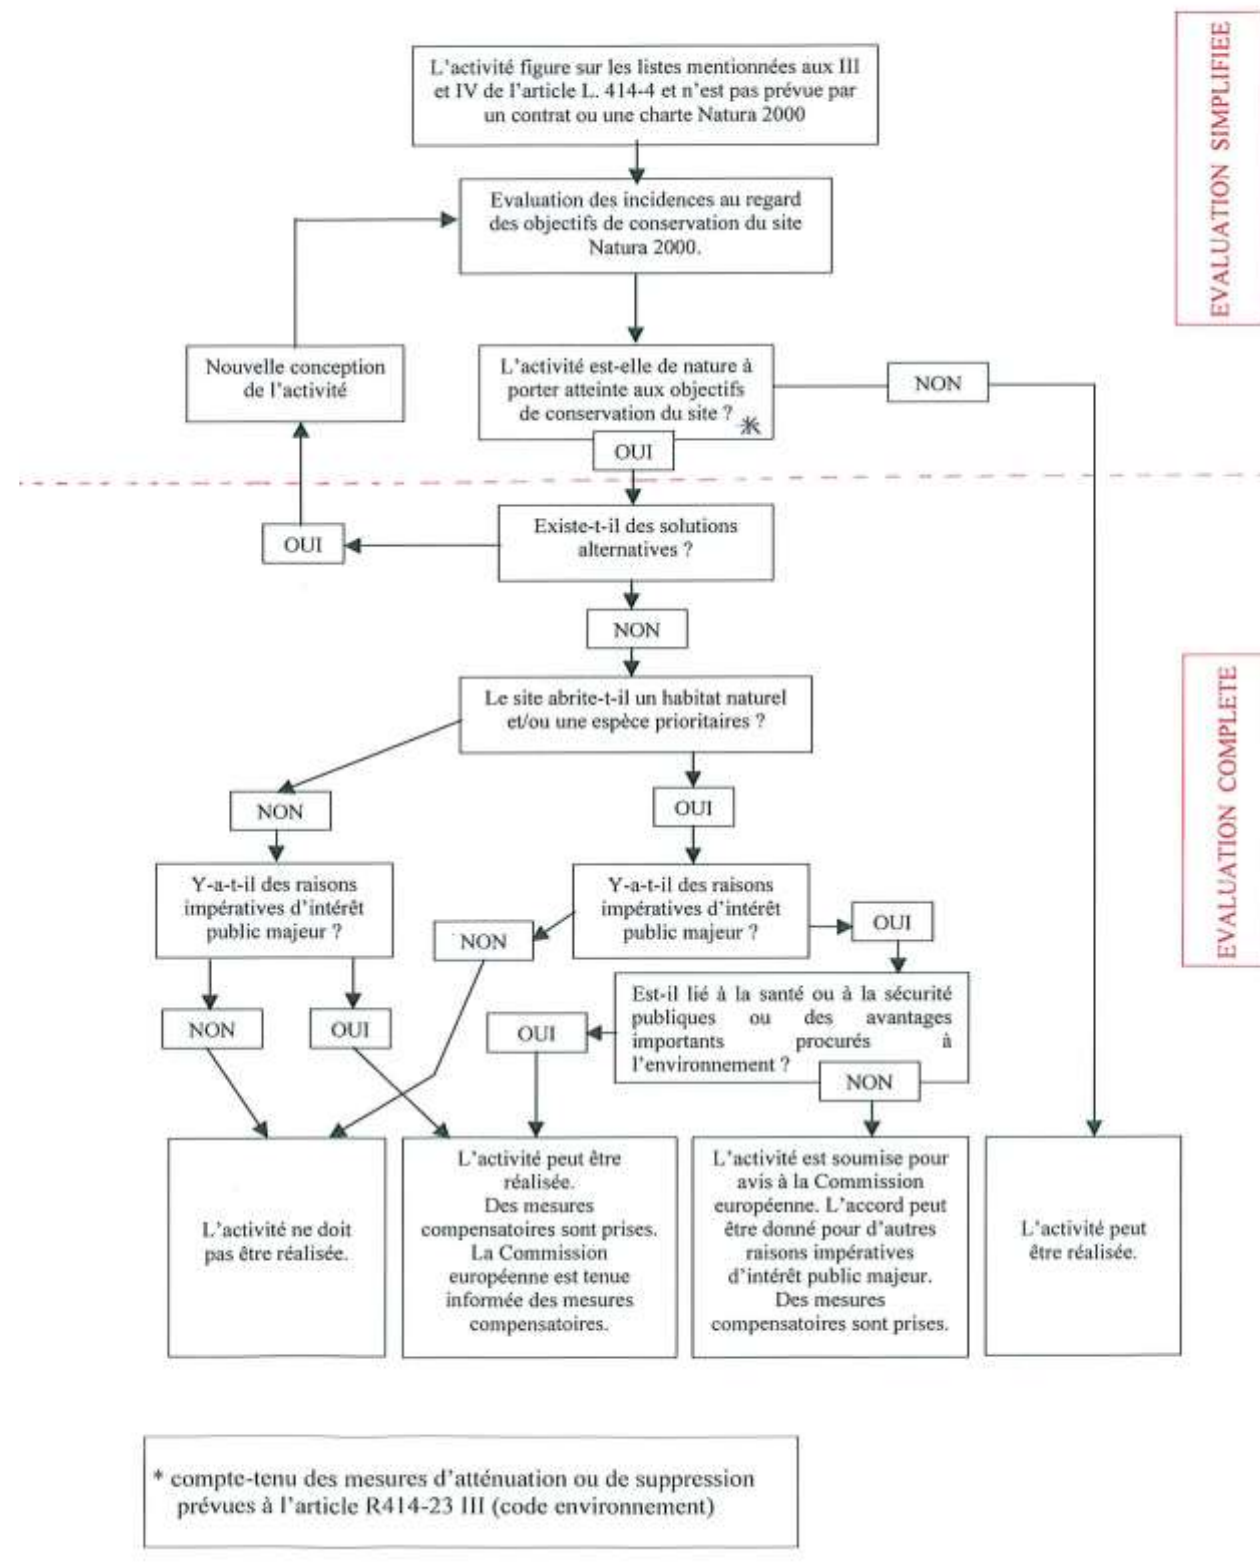 EVALUATION SIMPLIFIEE
L'activité figure sur les listes mentionnées aux III
et IV de l'article L. 414-4 et n'est pas prévue par
un contrat ou une charte Natura 2000
Evaluation des incidences au regard
des objectifs de conservation du site
Natura 2000.
Nouvelle conception
de l'activité
L'activité est-elle de nature à
porter atteinte aux objectifs
de conservation du site ? *
NON
OUI
Existe-t-il des solutions
alternatives ?
OUI
NON
EVALUATION COMPLETE
Le site abrite-t-il un habitat naturel
et/ou une espèce prioritaires ?
NON
OUI
Y-a-t-il des raisons
impératives d'intérêt
public majeur ?
Y-a-t-il des raisons
impératives d'intérêt
public majeur ?
NON
OUI
NON
OUI
Est-il lié à la santé ou à la sécurité
publiques ou des avantages
importants procurés à
l'environnement ?
OUI
NON
L'activité ne doit
pas être réalisée.
L'activité peut être
réalisée.
Des mesures
compensatoires sont prises.
La Commission
européenne est tenue
informée des mesures
compensatoires.
L'activité est soumise pour
avis à la Commission
européenne. L'accord peut
être donné pour d'autres
raisons impératives
d'intérêt public majeur.
Des mesures
compensatoires sont prises.
L'activité peut
être réalisée.
* compte-tenu des mesures d'atténuation ou de suppression
prévues à l'article R414-23 III (code environnement)